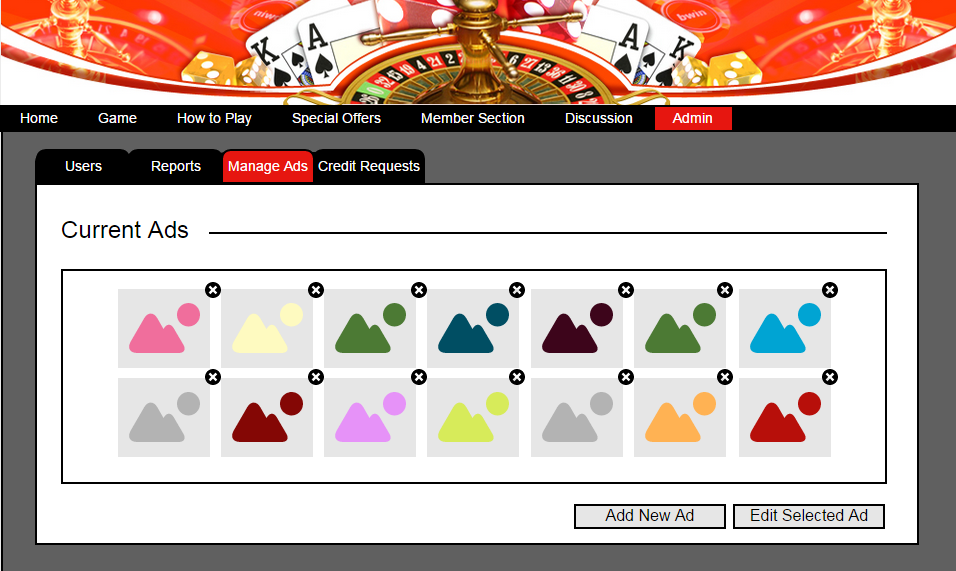 bwin
K A A K
Home Game How to Play Special Offers Member Section Discussion Admin
Users Reports Manage Ads Credit Requests
Current Ads
Add New Ad Edit Selected Ad